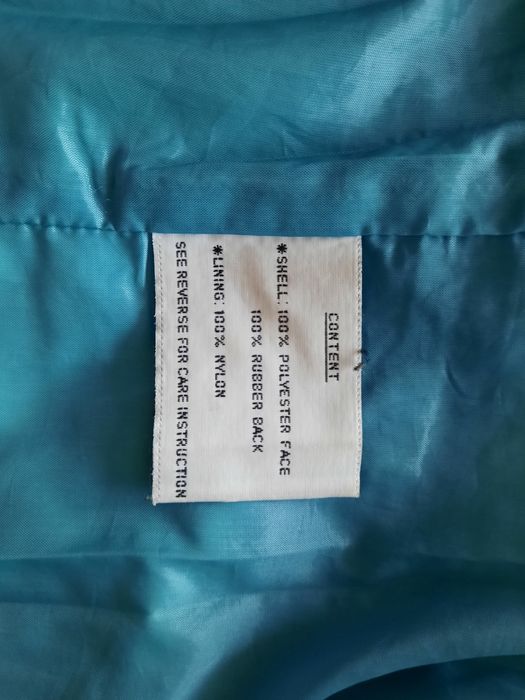 CONTENT
*SHELL: 100% POLYESTER FACE
100% RUBBER BACK
*LINING: 100% NYLON
SEE REVERSE FOR CARE INSTRUCTION